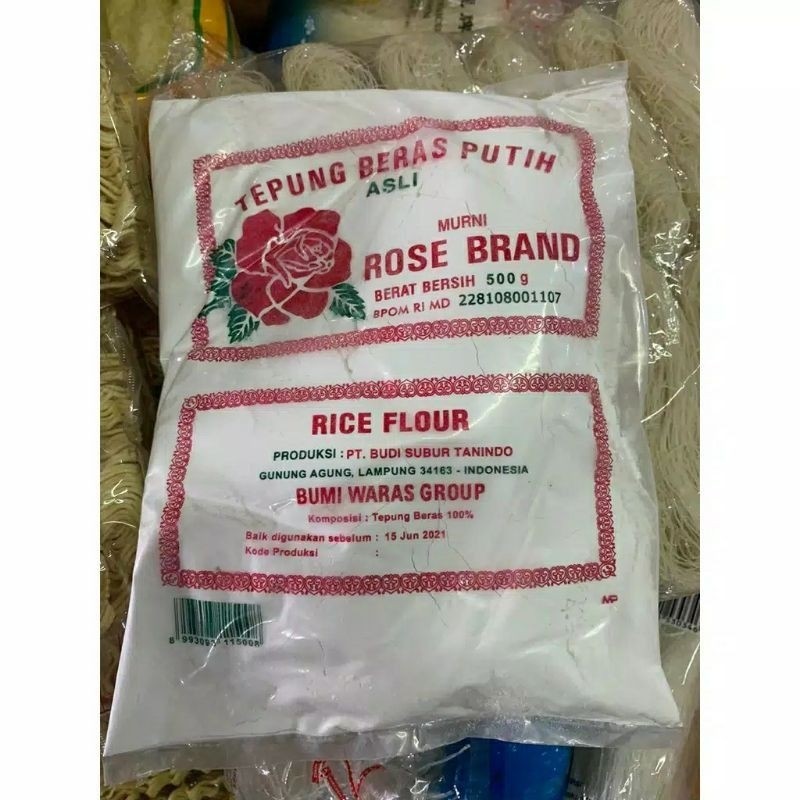 TEPUNG BERAS PUTIH
ASLI
MURNI
ROSE BRAND
BERAT BERSIH 500 g
BPOM RI MD 228108001107
RICE FLOUR
PRODUKSI : PT. BUDI SUBUR TANINDO
GUNUNG AGUNG, LAMPUNG 34163 - INDONESIA
BUMI WARAS GROUP
Komposisi : Tepung Beras 100%
Baik digunakan sebelum : 15 Jun 2021
Kode Produksi :
MP